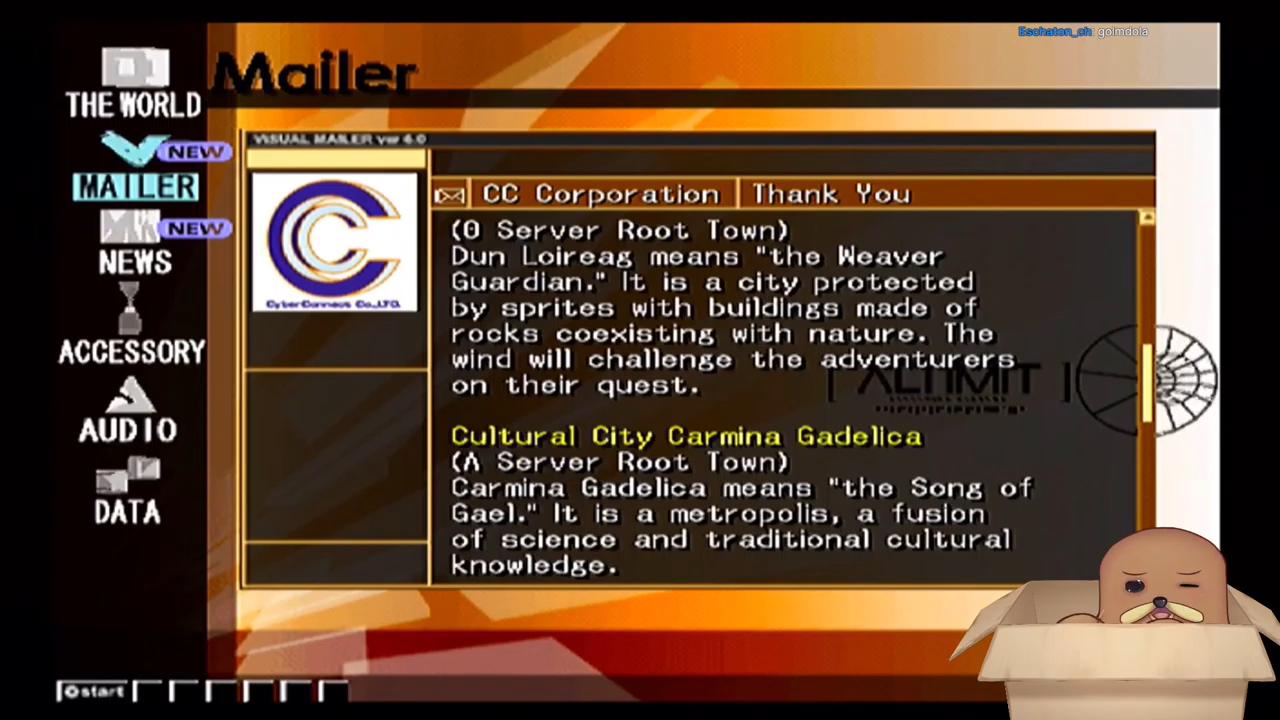 Eschaton_ch: golmdola
Mailer
THE WORLD
NEW
MAILER
NEW
NEWS
ACCESSORY
AUDIO
DATA
VISUAL MAILER ver 6.0
CyberConnect Co.,LTD.
CC Corporation
Thank You
(Θ Server Root Town)
Dun Loireag means "the Weaver
Guardian." It is a city protected
by sprites with buildings made of
rocks coexisting with nature. The
wind will challenge the adventurers
on their quest.
Cultural City Carmina Gadelica
(Λ Server Root Town)
Carmina Gadelica means "the Song of
Gael." It is a metropolis, a fusion
of science and traditional cultural
knowledge.
[ ALTIMIT ]
start